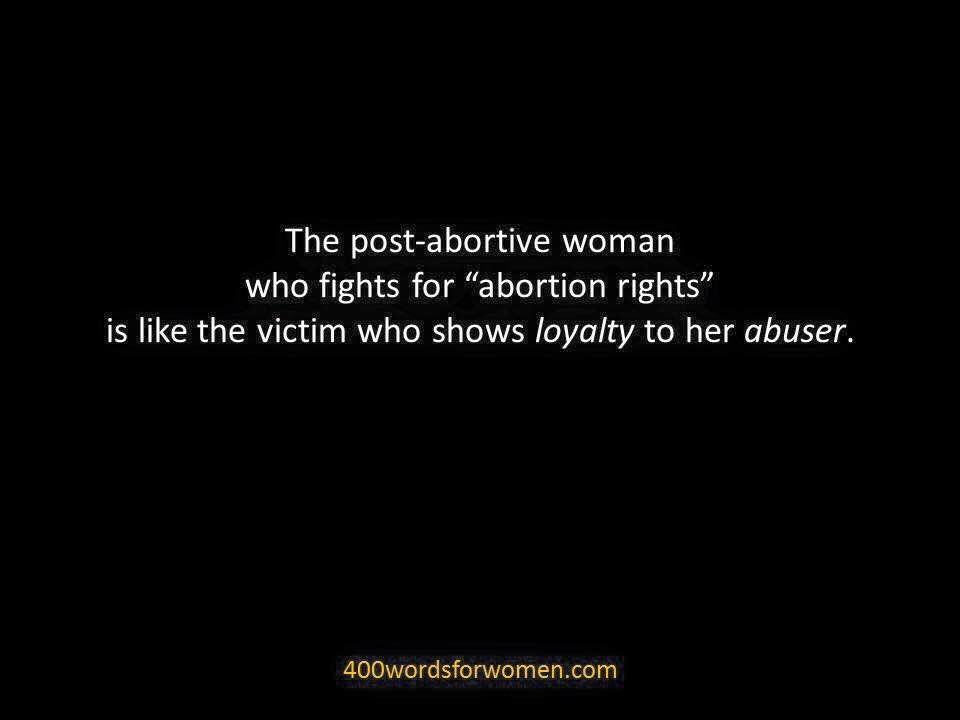 The post-abortive woman
who fights for “abortion rights”
is like the victim who shows loyalty to her abuser.
400wordsforwomen.com